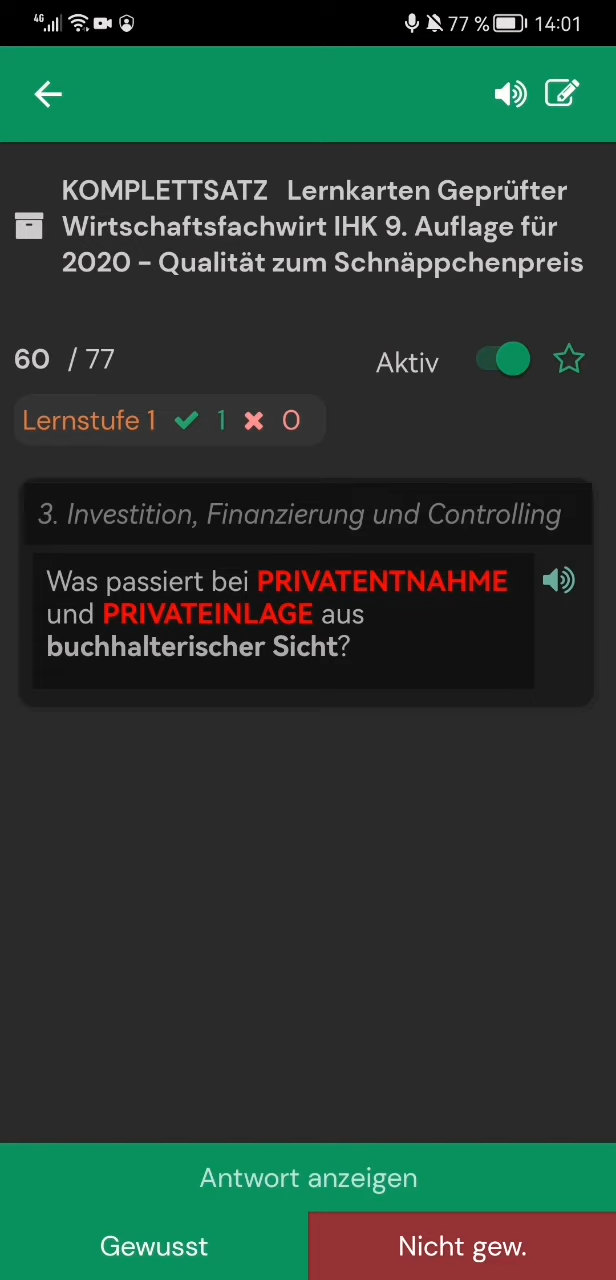 4G 77 % 14:01
KOMPLETTSATZ Lernkarten Geprüfter
Wirtschaftsfachwirt IHK 9. Auflage für
2020 – Qualität zum Schnäppchenpreis
60 / 77 Aktiv
Lernstufe 1 1 0
3. Investition, Finanzierung und Controlling
Was passiert bei PRIVATENTNAHME
und PRIVATEINLAGE aus
buchhalterischer Sicht?
Antwort anzeigen
Gewusst Nicht gew.